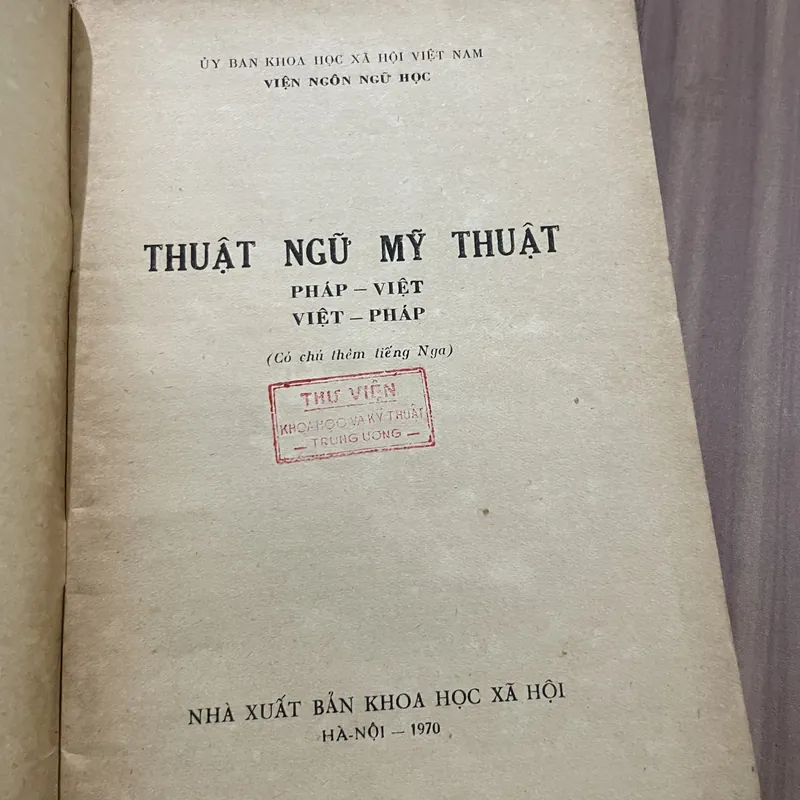 ỦY BAN KHOA HỌC XÃ HỘI VIỆT NAM
VIỆN NGÔN NGỮ HỌC
THUẬT NGỮ MỸ THUẬT
PHÁP – VIỆT
VIỆT – PHÁP
(Có chú thêm tiếng Nga)
THƯ VIỆN
KHOA HỌC VÀ KỸ THUẬT
— TRUNG ƯƠNG —
NHÀ XUẤT BẢN KHOA HỌC XÃ HỘI
HÀ-NỘI – 1970